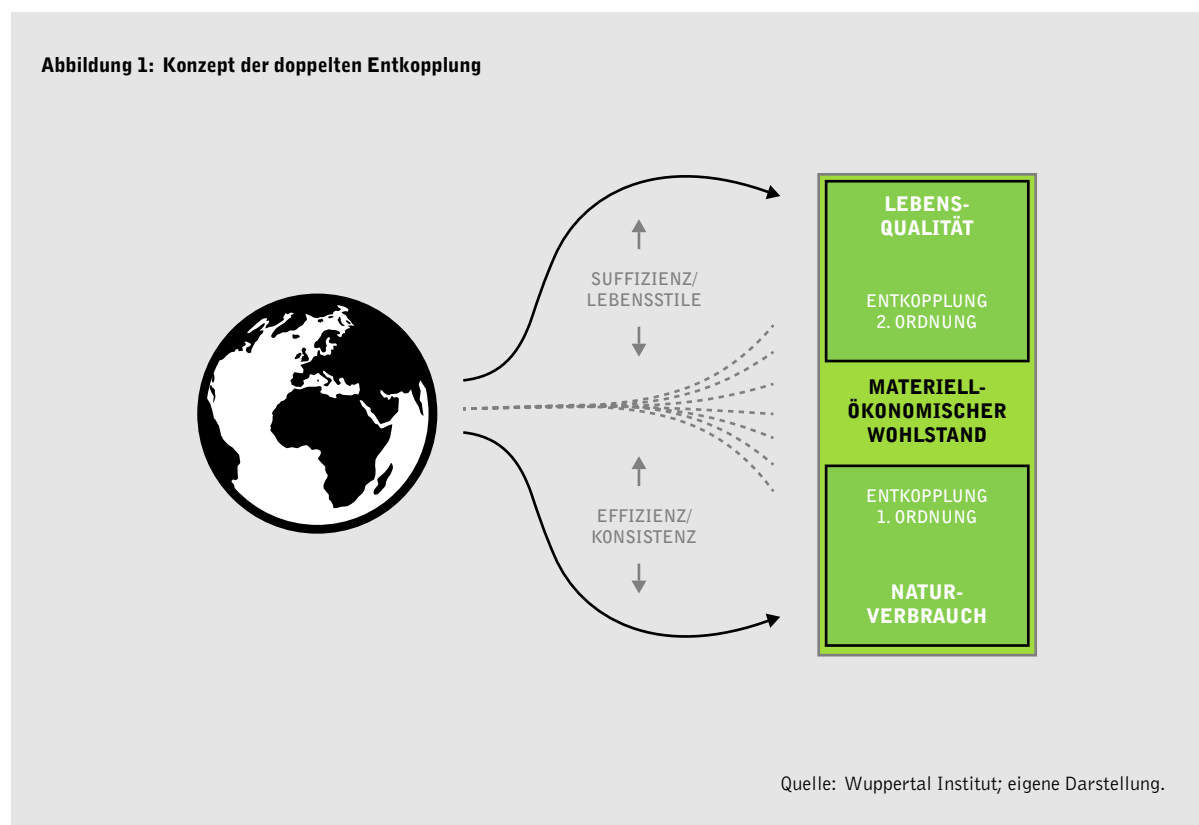 Abbildung 1: Konzept der doppelten Entkopplung
LEBENS-
QUALITÄT
SUFFIZIENZ/
LEBENSSTILE
ENTKOPPLUNG
2. ORDNUNG
MATERIELL-
ÖKONOMISCHER
WOHLSTAND
ENTKOPPLUNG
1. ORDNUNG
EFFIZIENZ/
KONSISTENZ
NATUR-
VERBRAUCH
Quelle: Wuppertal Institut; eigene Darstellung.